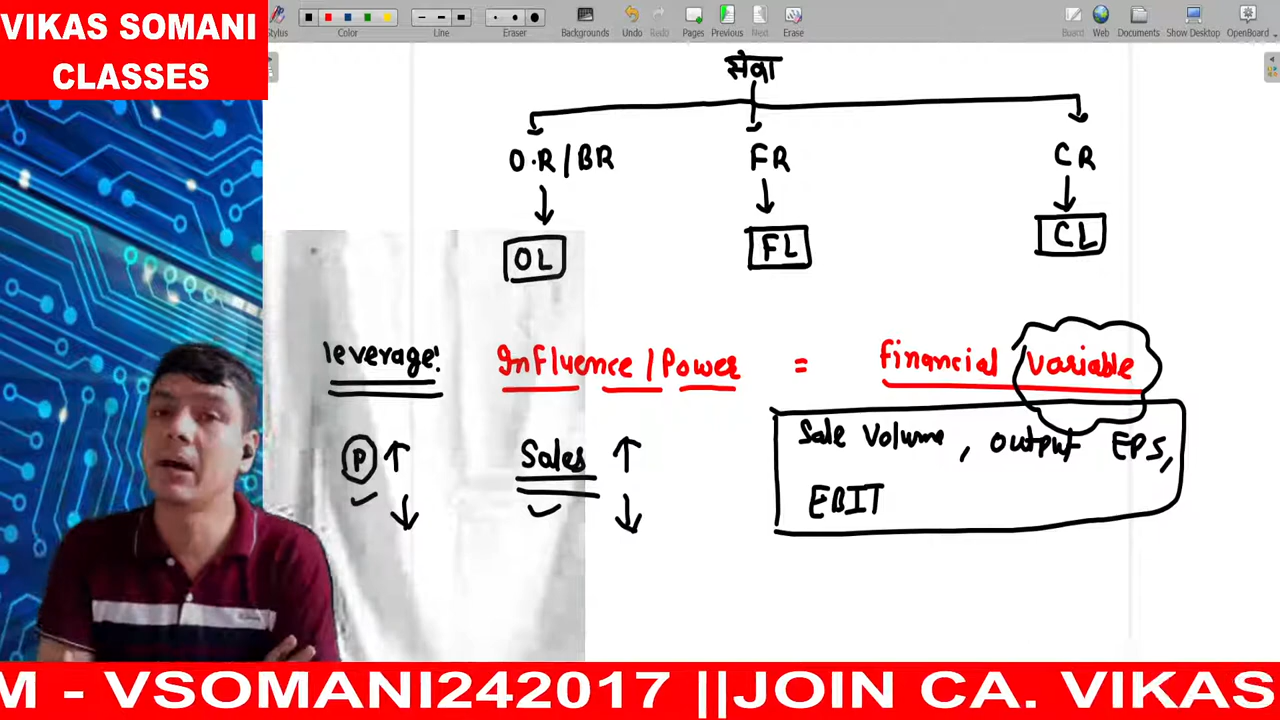 VIKAS SOMANI
CLASSES
Stylus Color Line Eraser Backgrounds Undo Redo Pages Previous Next Erase Board Web Documents Show Desktop OpenBoard
सेवा
O.R/BR FR CR
OL FL CL
leverage: Influence/Power = Financial Variable
P ↑ Sales ↑ Sale Volume, output EPS,
↓ ↓ EBIT
M - VSOMANI242017 ||JOIN CA. VIKAS